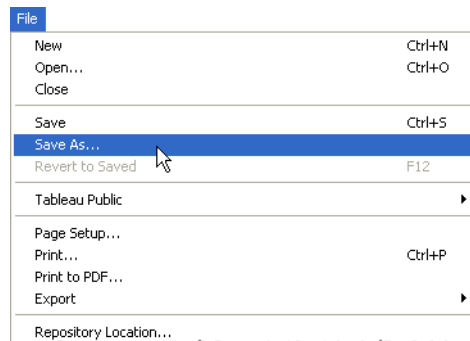 File
New Ctrl+N
Open... Ctrl+O
Close
Save Ctrl+S
Save As...
Revert to Saved F12
Tableau Public
Page Setup...
Print... Ctrl+P
Print to PDF...
Export
Repository Location...